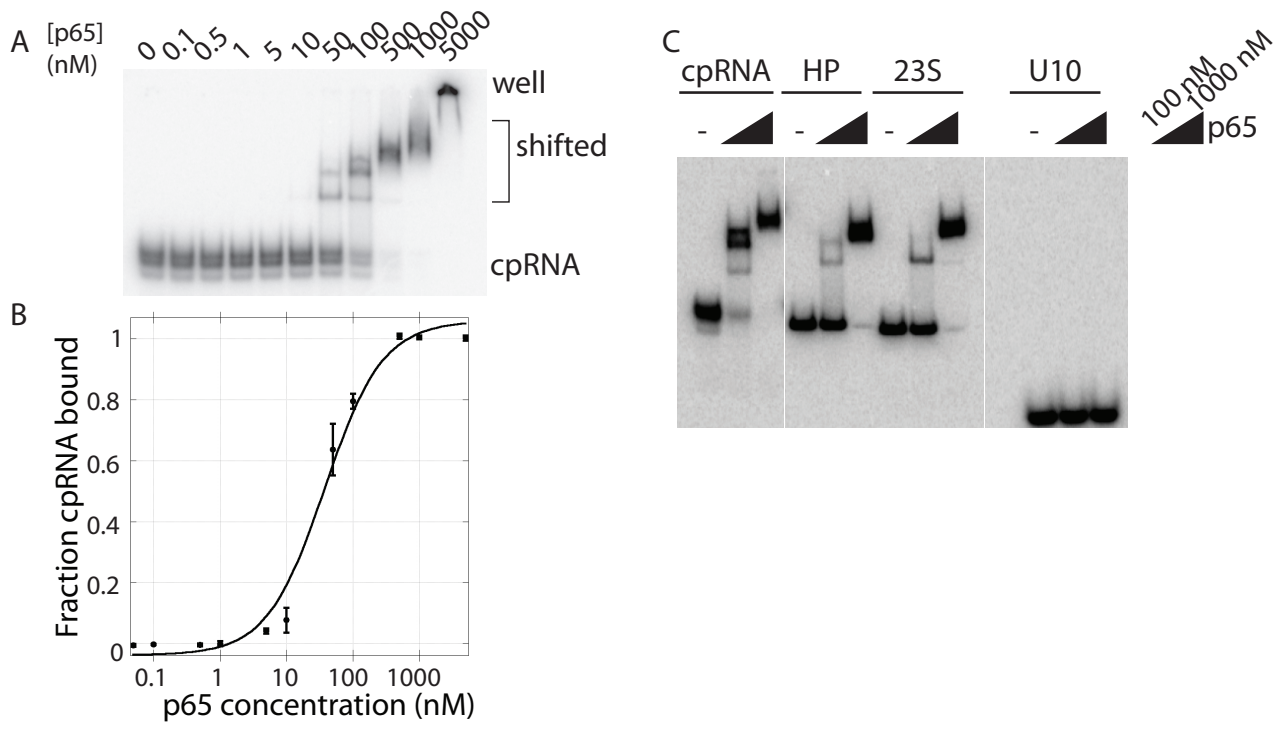 A
[p65]
(nM)
0 0.1 0.5 1 5 10 50 100 500 1000 5000
well
shifted
cpRNA
B
Fraction cpRNA bound
1
0.8
0.6
0.4
0.2
0
0.1 1 10 100 1000
p65 concentration (nM)
C
cpRNA HP 23S U10
100 nM
1000 nM
- - - - p65